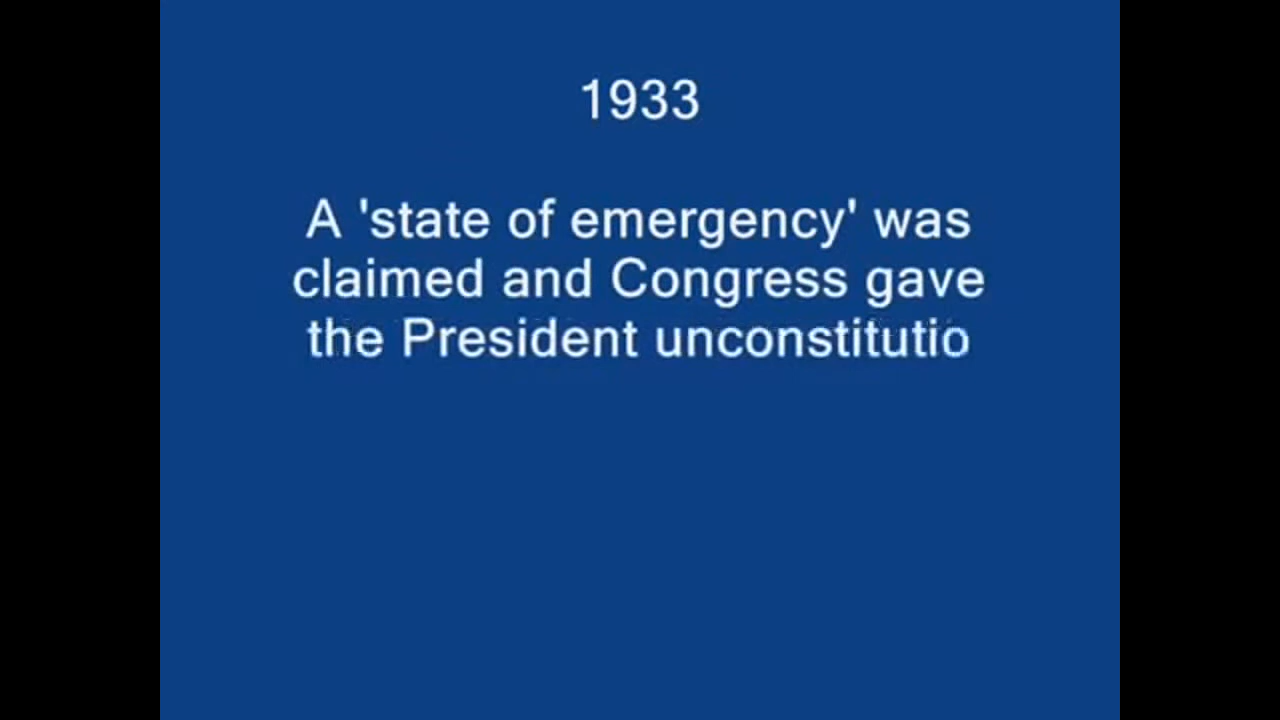 1933
A 'state of emergency' was
claimed and Congress gave
the President unconstitutio